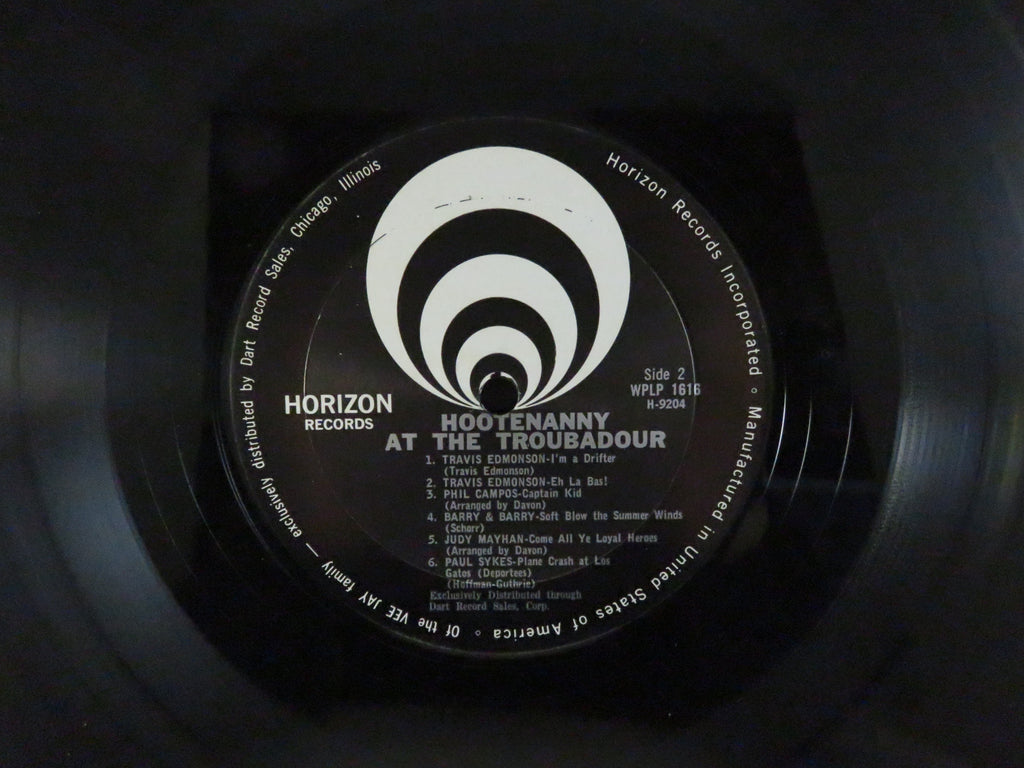 Horizon Records Incorporated ∘ Manufactured in United States of America ∘ Of the VEE JAY family — exclusively distributed by Dart Record Sales, Chicago, Illinois
Side 2
WPLP 1616
H-9204
HORIZON
RECORDS
HOOTENANNY
AT THE TROUBADOUR
1. TRAVIS EDMONSON-I'm a Drifter
(Travis Edmonson)
2. TRAVIS EDMONSON-Eh La Bas!
3. PHIL CAMPOS-Captain Kid
(Arranged by Davon)
4. BARRY & BARRY-Soft Blow the Summer Winds
(Schorr)
5. JUDY MAYHAN-Come All Ye Loyal Heroes
(Arranged by Davon)
6. PAUL SYKES-Plane Crash at Los
Gatos (Deportees)
(Hoffman-Guthrie)
Exclusively Distributed through
Dart Record Sales, Corp.